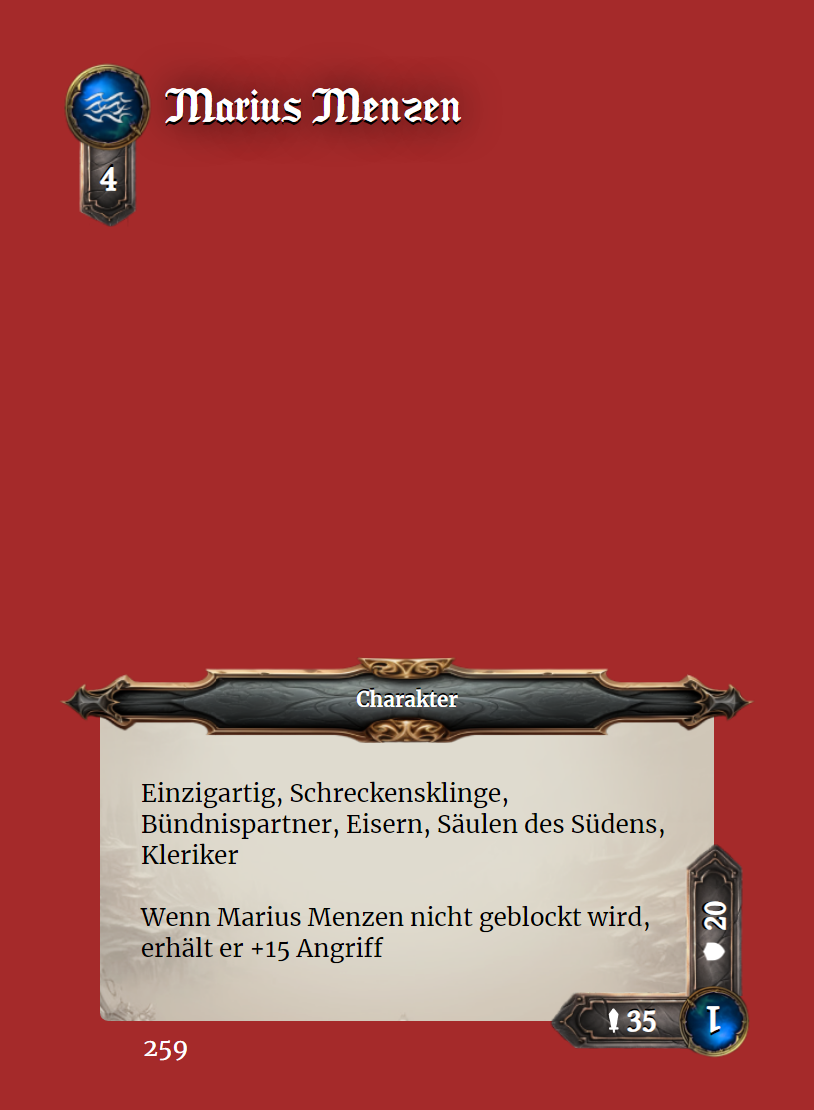 Marius Menzen
4
Charakter
Einzigartig, Schreckensklinge,
Bündnispartner, Eisern, Säulen des Südens,
Kleriker
Wenn Marius Menzen nicht geblockt wird,
erhält er +15 Angriff
20
35
1
259